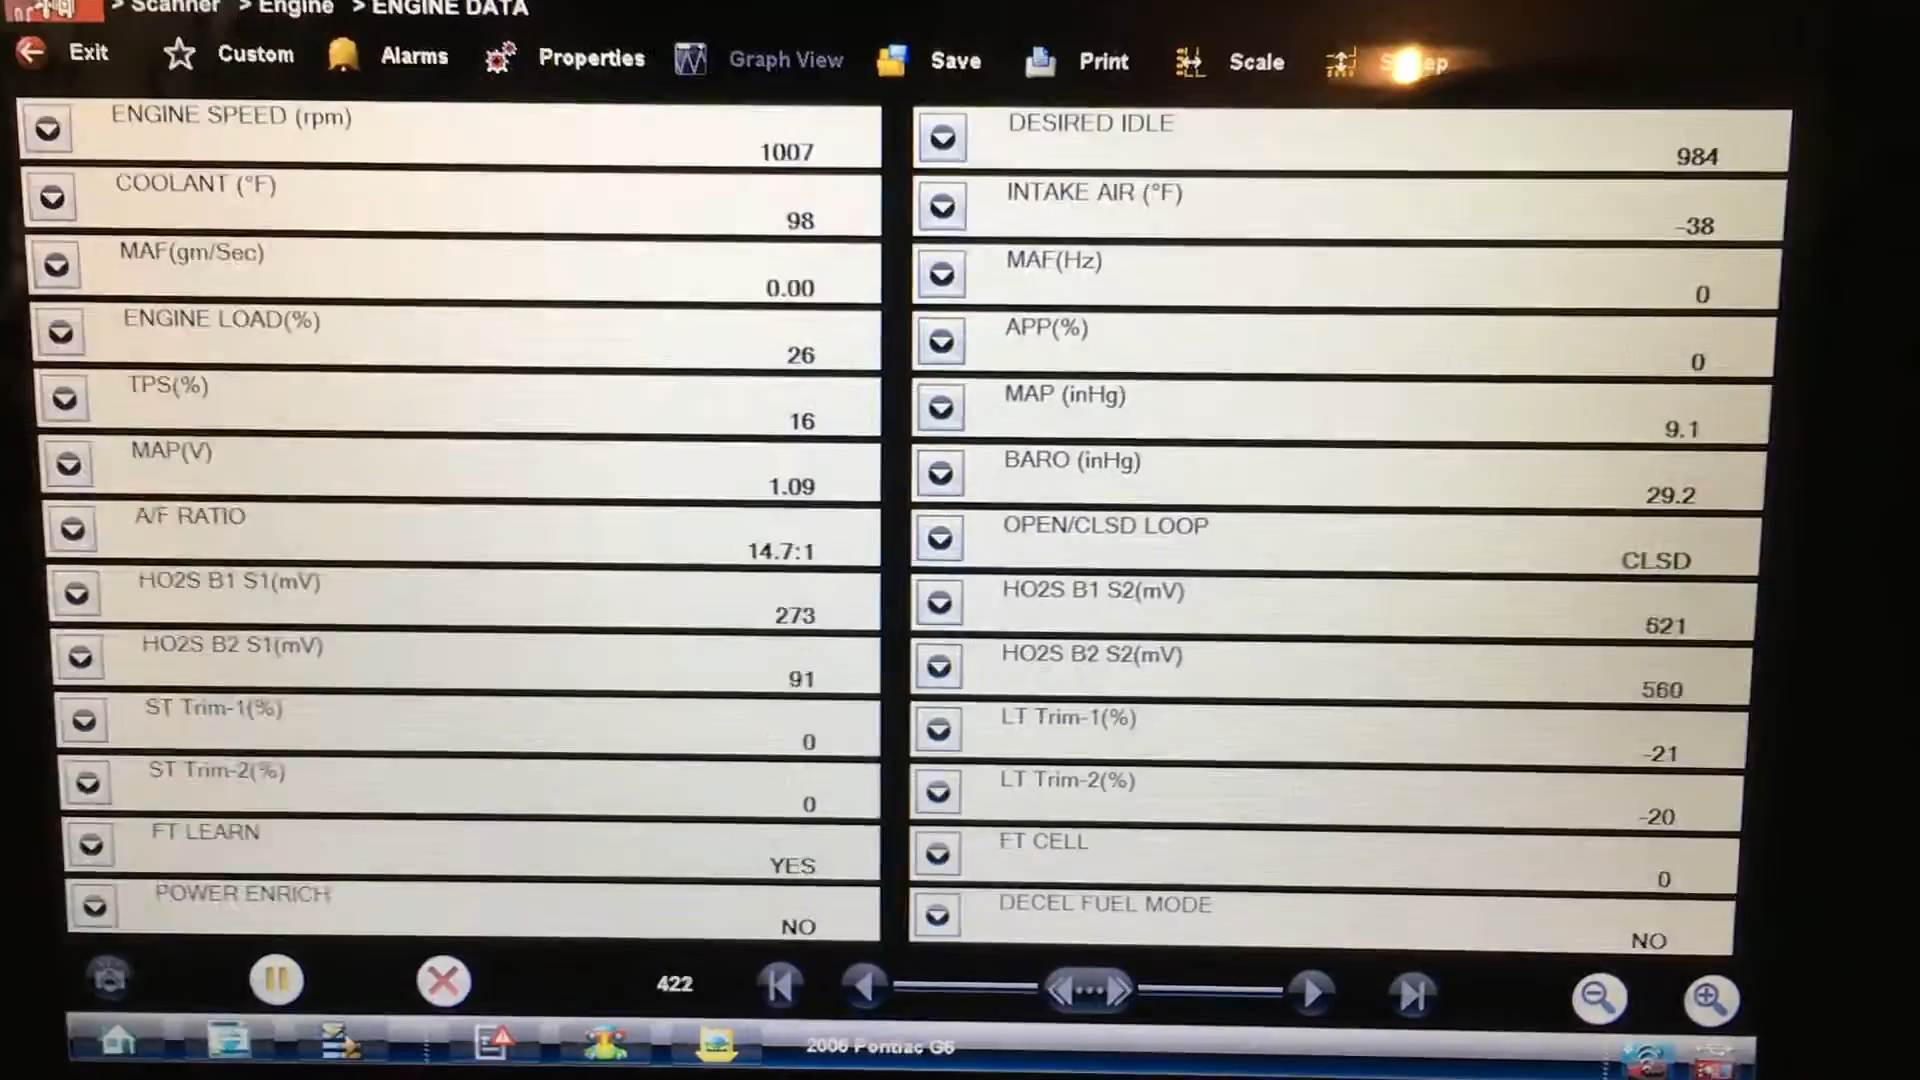 > Scanner > Engine > ENGINE DATA
Exit Custom Alarms Properties Graph View Save Print Scale
ENGINE SPEED (rpm) 1007
DESIRED IDLE 984
COOLANT (°F) 98
INTAKE AIR (°F) -38
MAF(gm/Sec) 0.00
MAF(Hz) 0
ENGINE LOAD(%) 26
APP(%) 0
TPS(%) 16
MAP (inHg) 9.1
MAP(V) 1.09
BARO (inHg) 29.2
A/F RATIO 14.7:1
OPEN/CLSD LOOP CLSD
HO2S B1 S1(mV) 273
HO2S B1 S2(mV) 621
HO2S B2 S1(mV) 91
HO2S B2 S2(mV) 560
ST Trim-1(%) 0
LT Trim-1(%) -21
ST Trim-2(%) 0
LT Trim-2(%) -20
FT LEARN YES
FT CELL 0
POWER ENRICH NO
DECEL FUEL MODE NO
422
2006 Pontiac G6